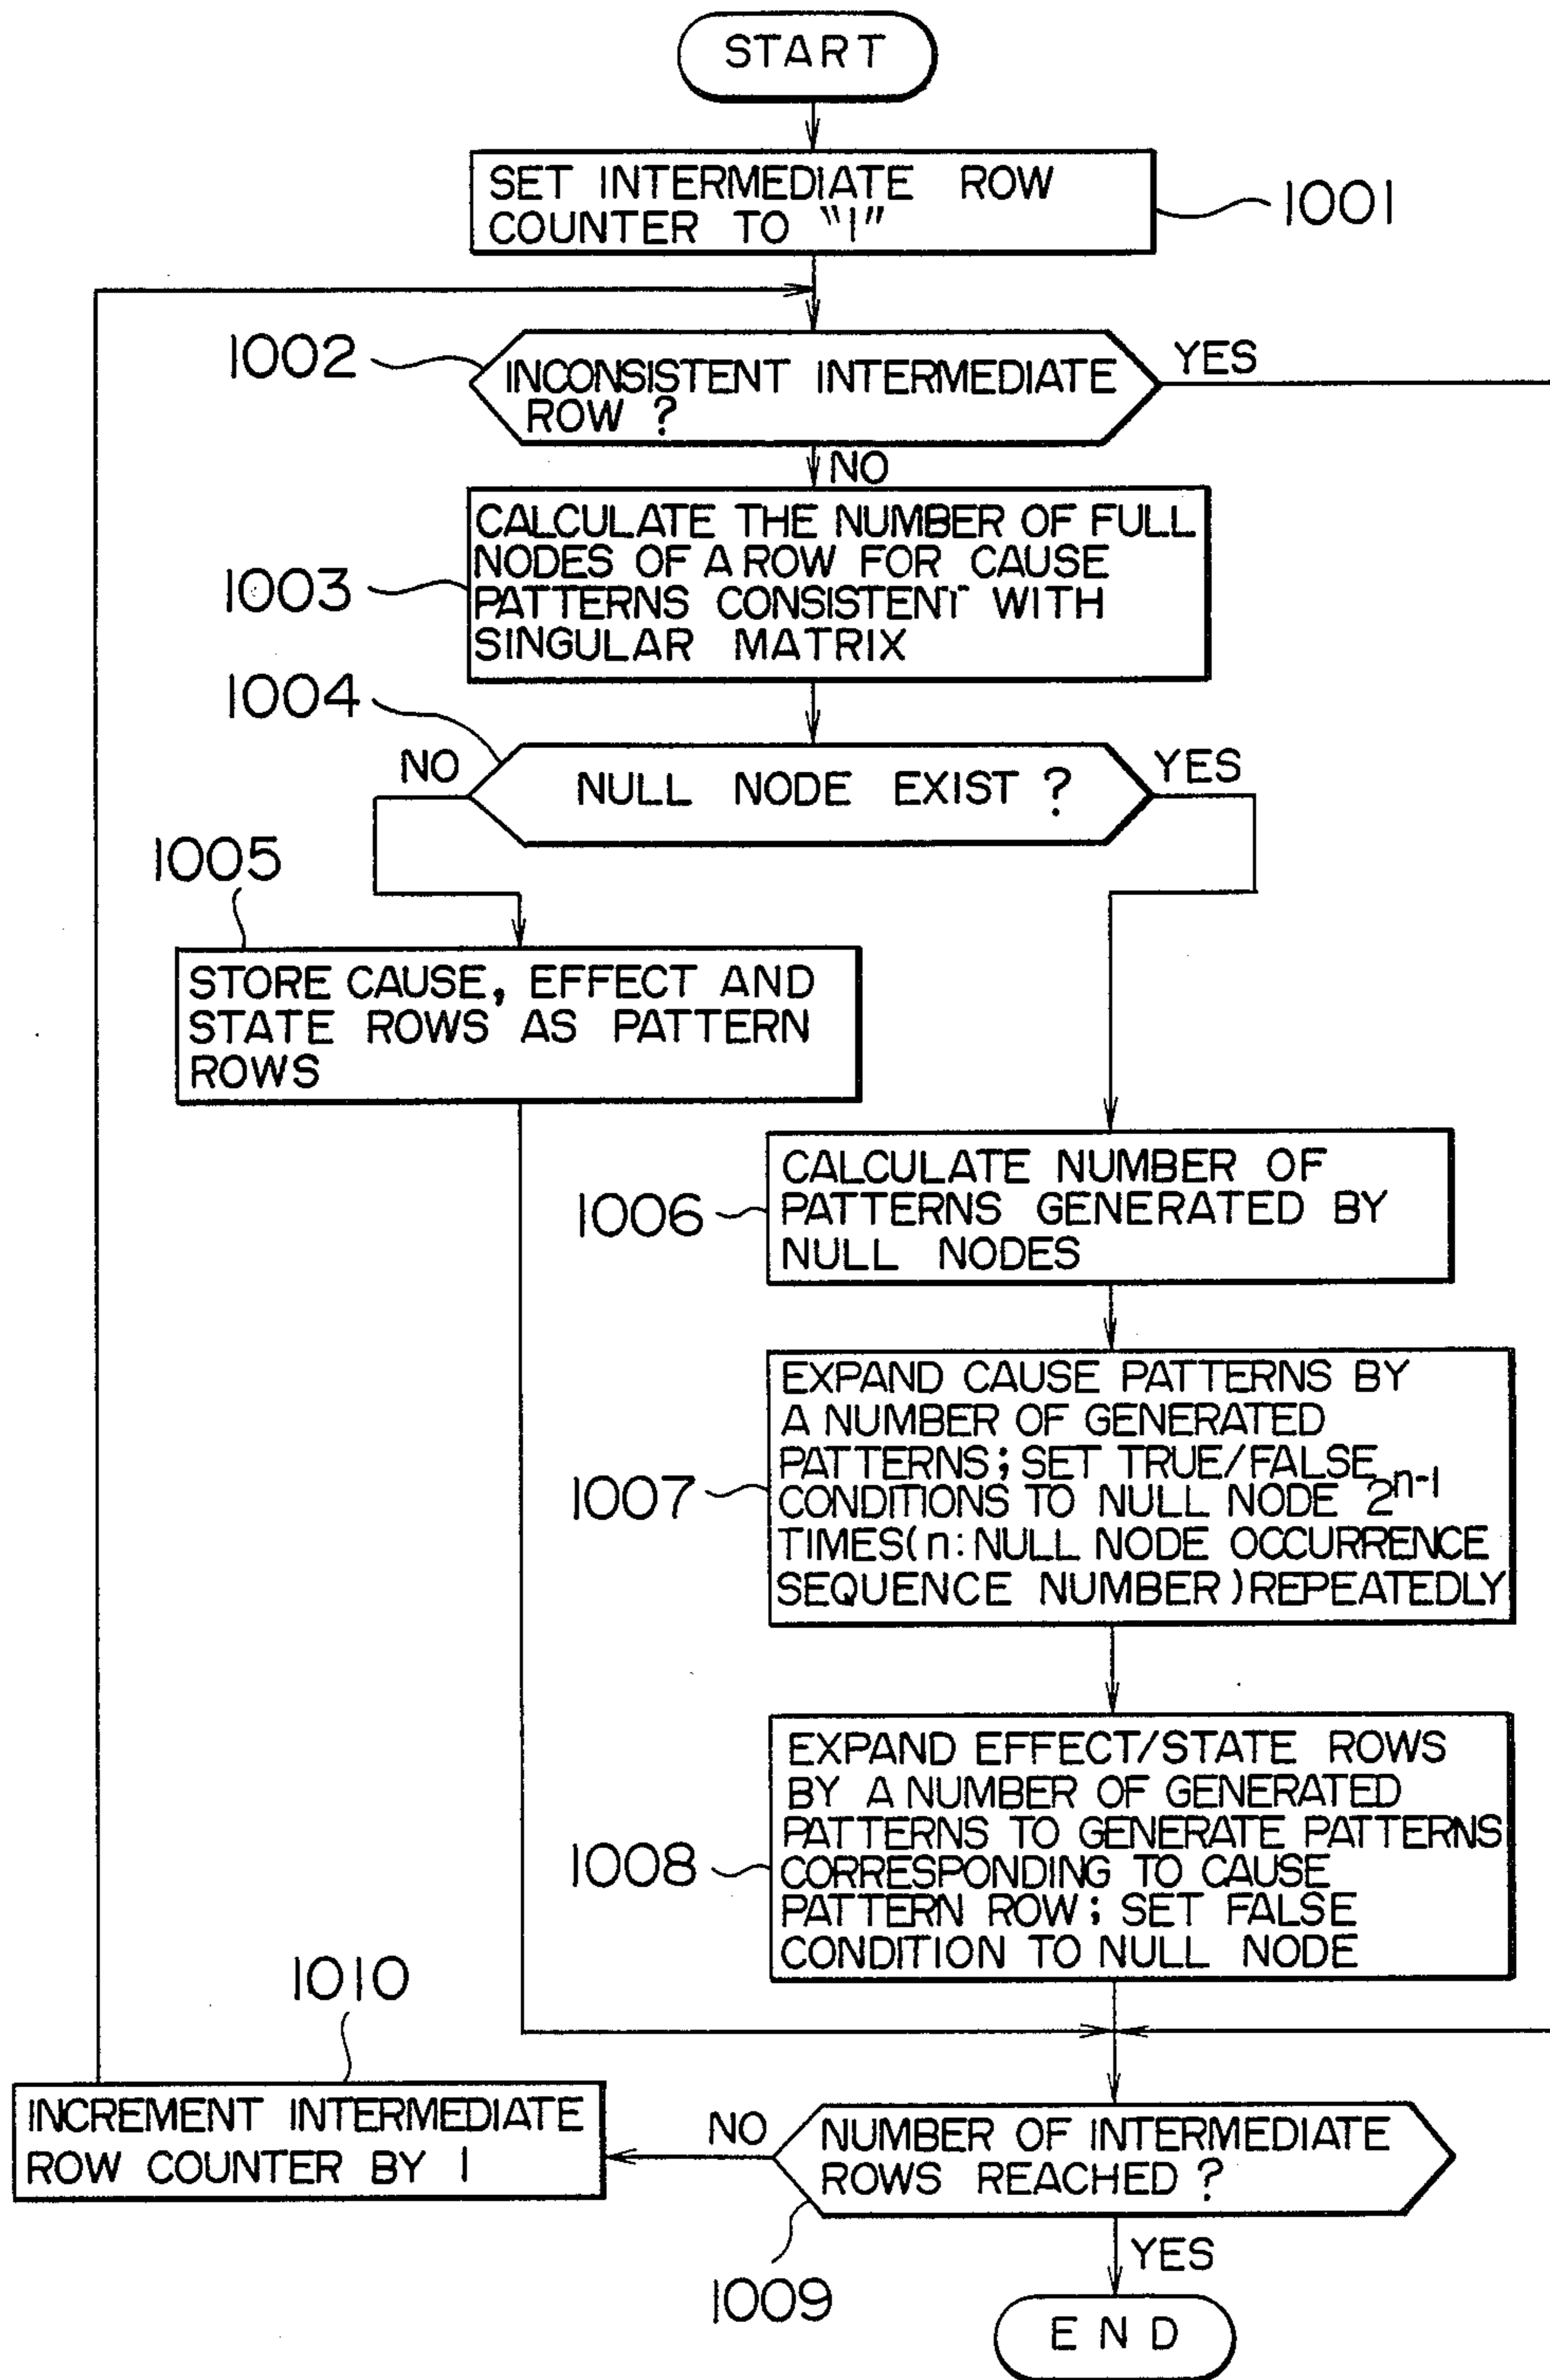 START
SET INTERMEDIATE ROW
COUNTER TO "1"
1001
1002
INCONSISTENT INTERMEDIATE
ROW ?
YES
NO
CALCULATE THE NUMBER OF FULL
NODES OF A ROW FOR CAUSE
PATTERNS CONSISTENT WITH
SINGULAR MATRIX
1003
1004
NO
NULL NODE EXIST ?
YES
1005
STORE CAUSE, EFFECT AND
STATE ROWS AS PATTERN
ROWS
CALCULATE NUMBER OF
PATTERNS GENERATED BY
NULL NODES
1006
EXPAND CAUSE PATTERNS BY
A NUMBER OF GENERATED
PATTERNS; SET TRUE/FALSE
CONDITIONS TO NULL NODE 2^{n-1}
TIMES (n: NULL NODE OCCURRENCE
SEQUENCE NUMBER) REPEATEDLY
1007
EXPAND EFFECT/STATE ROWS
BY A NUMBER OF GENERATED
PATTERNS TO GENERATE PATTERNS
CORRESPONDING TO CAUSE
PATTERN ROW; SET FALSE
CONDITION TO NULL NODE
1008
1010
INCREMENT INTERMEDIATE
ROW COUNTER BY 1
NO
NUMBER OF INTERMEDIATE
ROWS REACHED ?
1009
YES
END